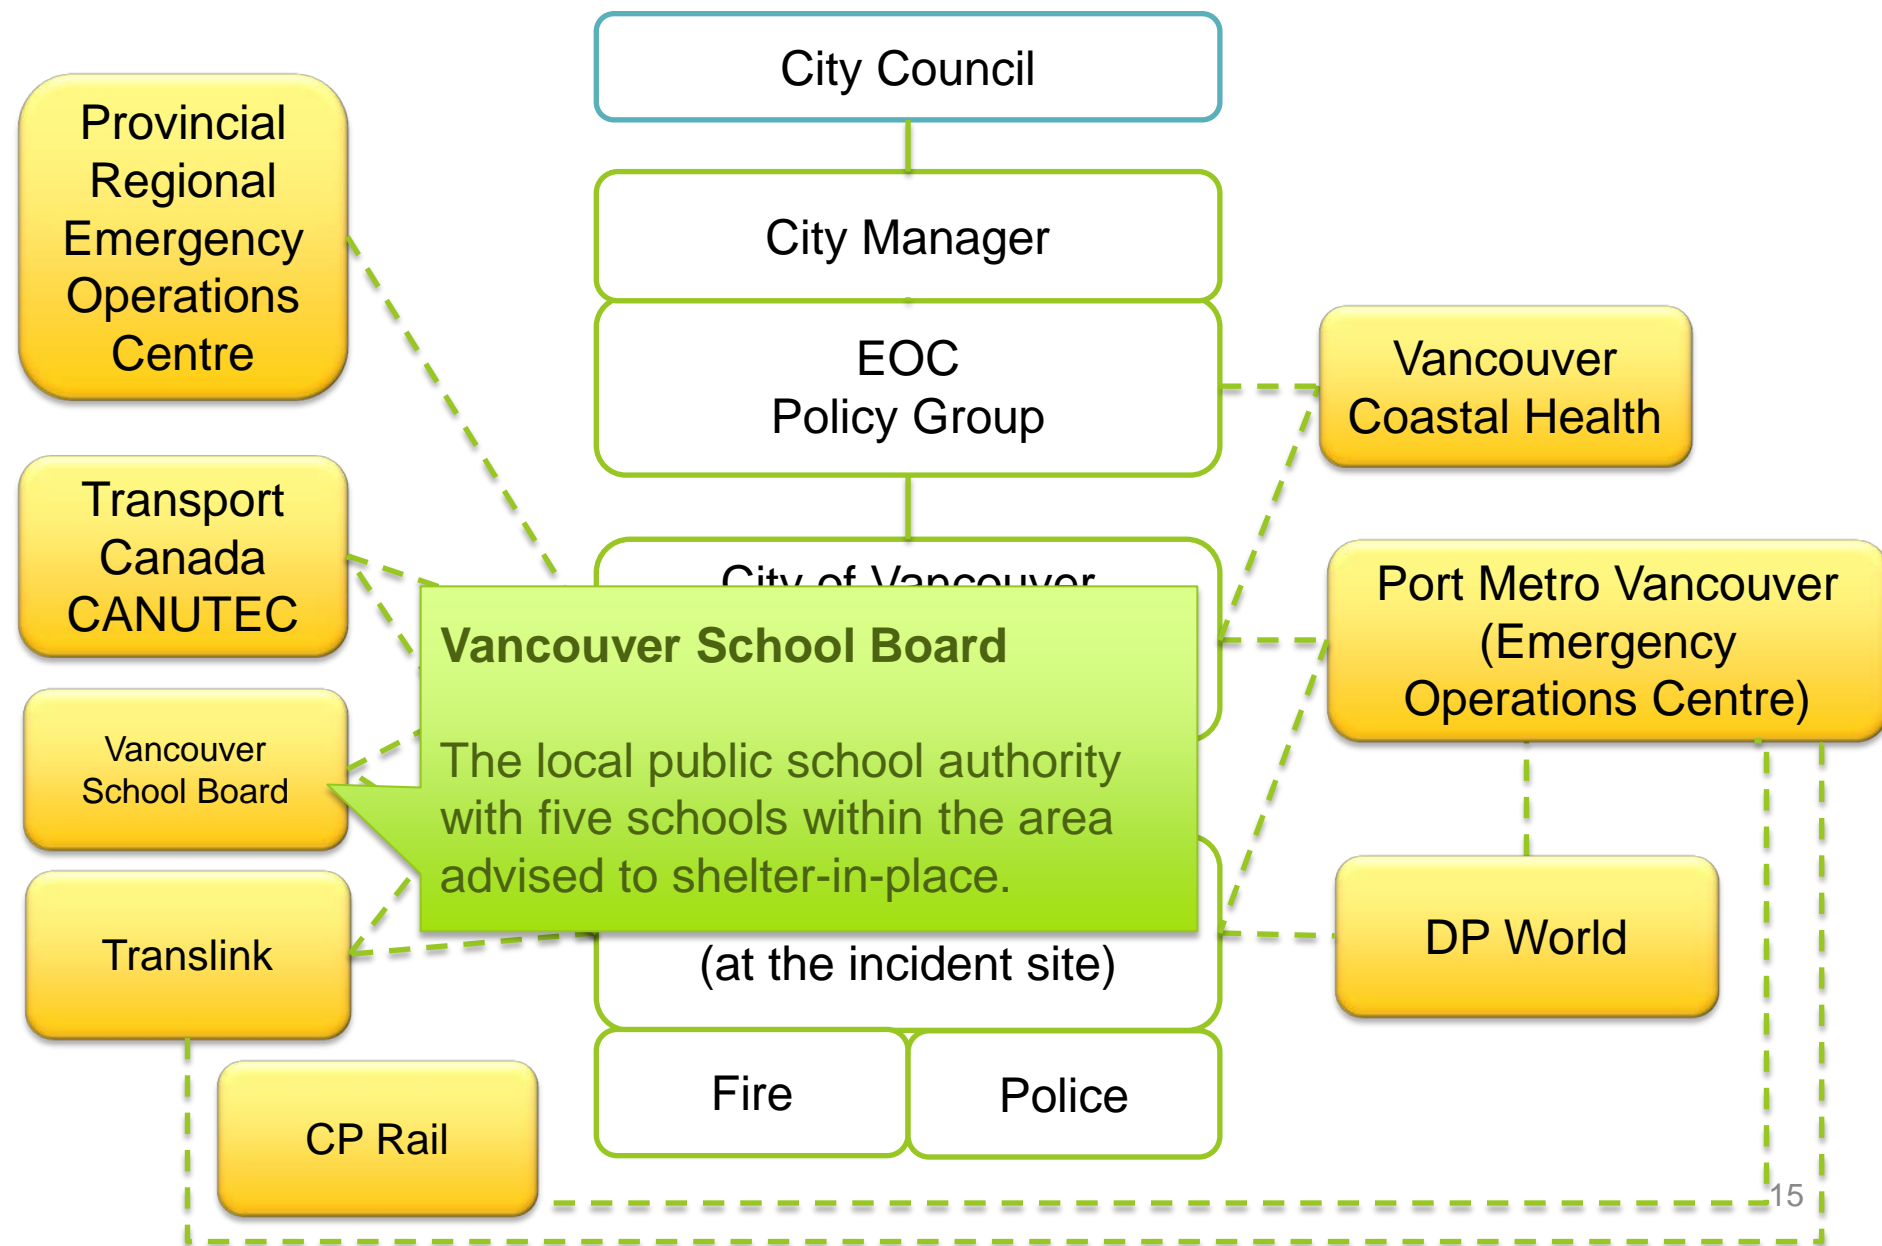 City Council
Provincial
Regional
Emergency
Operations
Centre
City Manager
EOC
Policy Group
Vancouver
Coastal Health
Transport
Canada
CANUTEC
City of Vancouver
Port Metro Vancouver
(Emergency
Operations Centre)
Vancouver School Board
The local public school authority
with five schools within the area
advised to shelter-in-place.
Vancouver
School Board
Translink
(at the incident site)
DP World
Fire
Police
CP Rail
15